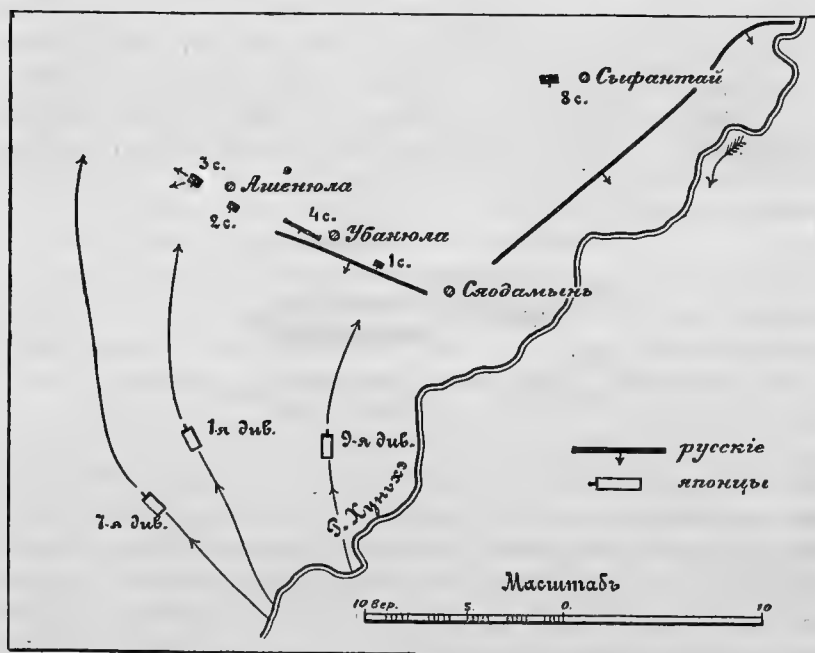 Сыфантай
8 с.
3 с.
Ашенюла
2 с.
4 с.
Убанюла
1 с.
Сяодамынь
1-я див.
9-я див.
7-я див.
Р. Хунихэ
русскіе
японцы
Масштабъ
10 вер. 5. 0. 10